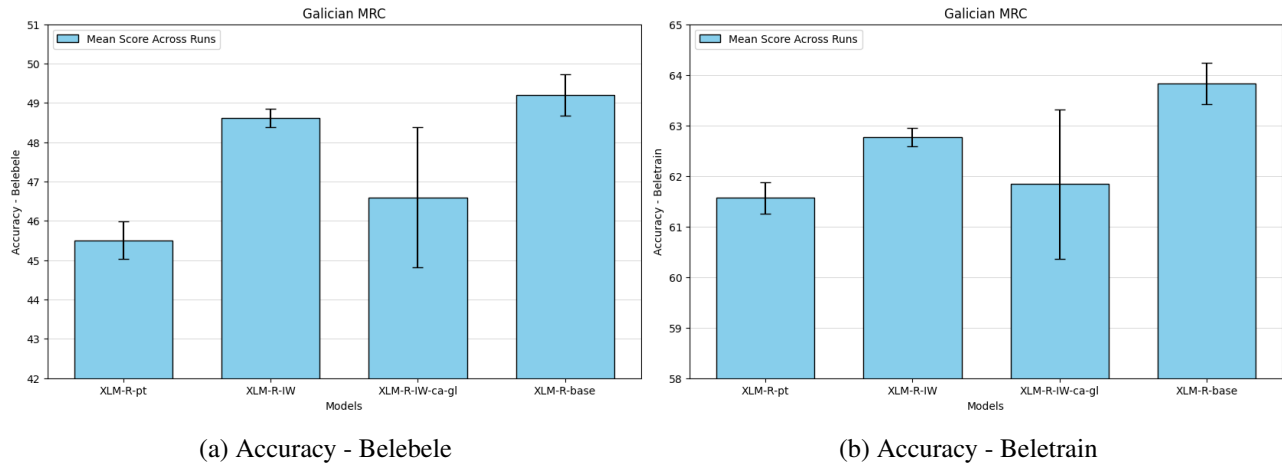 Galician MRC
Mean Score Across Runs
51
50
49
48
47
46
45
44
43
42
Accuracy - Belebele
XLM-R-pt
XLM-R-IW
XLM-R-IW-ca-gl
XLM-R-base
Models
(a) Accuracy - Belebele
Galician MRC
Mean Score Across Runs
65
64
63
62
61
60
59
58
Accuracy - Beletrain
XLM-R-pt
XLM-R-IW
XLM-R-IW-ca-gl
XLM-R-base
Models
(b) Accuracy - Beletrain